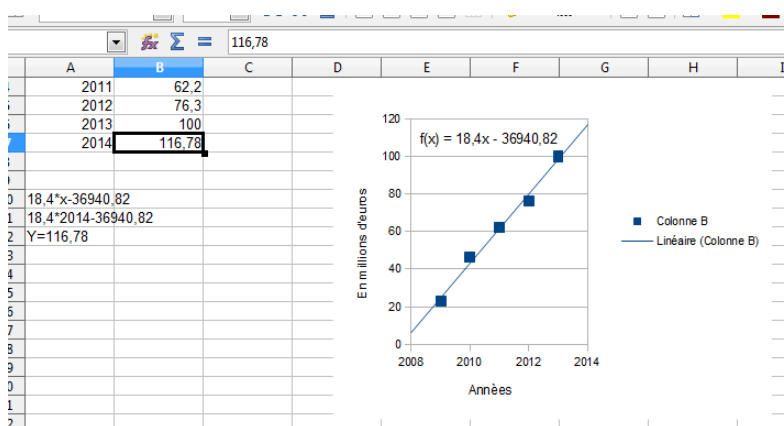 116,78
A B C D E F G H I
2011 62,2
2012 76,3
2013 100
2014 116,78
18,4*x-36940,82
18,4*2014-36940,82
Y=116,78
120
100
80
60
40
20
0
f(x) = 18,4x - 36940,82
En millions d'euros
2008 2010 2012 2014
Annèes
Colonne B
Linéaire (Colonne B)